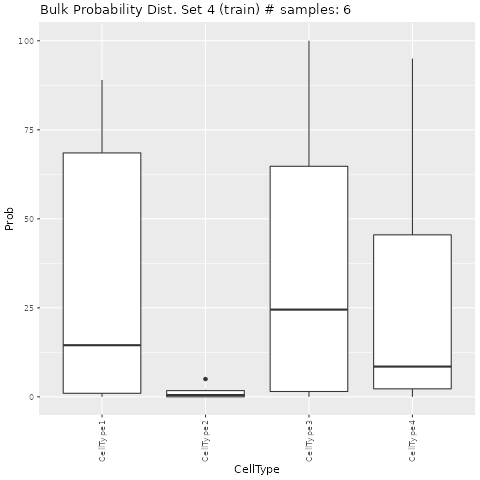 Bulk Probability Dist. Set 4 (train) # samples: 6
100
75
50
25
0
Prob
CellType1
CellType2
CellType3
CellType4
CellType